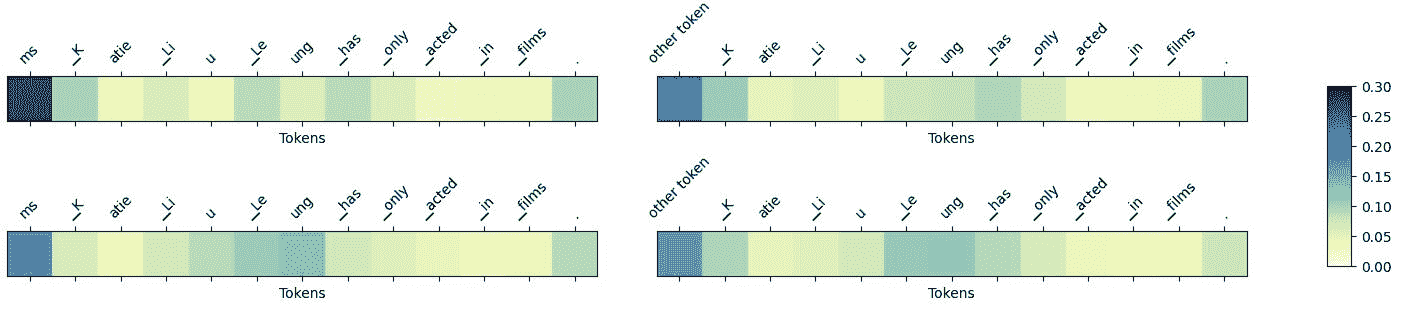 ms _K atie _Li u _Le ung _has _only _acted _in _films .
Tokens
other token _K atie _Li u _Le ung _has _only _acted _in _films .
Tokens
ms _K atie _Li u _Le ung _has _only _acted _in _films .
Tokens
other token _K atie _Li u _Le ung _has _only _acted _in _films .
Tokens
0.30
0.25
0.20
0.15
0.10
0.05
0.00